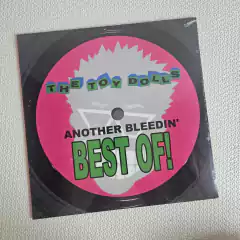 THE TOY DOLLS
ANOTHER BLEEDIN'
BEST OF!